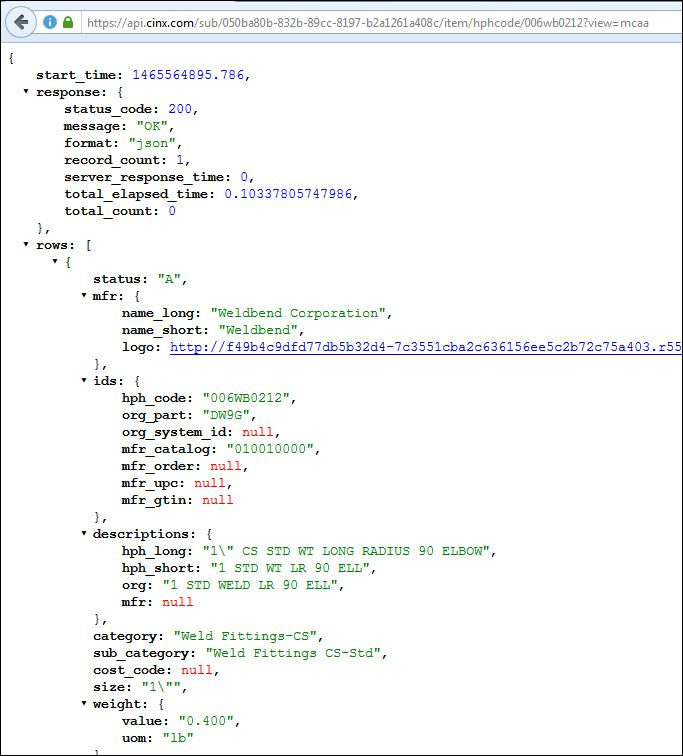 https://api.cinx.com/sub/050ba80b-832b-89cc-8197-b2a1261a408c/item/hphcode/006wb0212?view=mcaa
{
start_time: 1465564895.786,
response: {
status_code: 200,
message: "OK",
format: "json",
record_count: 1,
server_response_time: 0,
total_elapsed_time: 0.10337805747986,
total_count: 0
},
rows: [
{
status: "A",
mfr: {
name_long: "Weldbend Corporation",
name_short: "Weldbend",
logo: http://f49b4c9dfd77db5b32d4-7c3551cba2c636156ee5c2b72c75a403.r55
},
ids: {
hph_code: "006WB0212",
org_part: "DW9G",
org_system_id: null,
mfr_catalog: "010010000",
mfr_order: null,
mfr_upc: null,
mfr_gtin: null
},
descriptions: {
hph_long: "1\" CS STD WT LONG RADIUS 90 ELBOW",
hph_short: "1 STD WT LR 90 ELL",
org: "1 STD WELD LR 90 ELL",
mfr: null
},
category: "Weld Fittings-CS",
sub_category: "Weld Fittings CS-Std",
cost_code: null,
size: "1\"",
weight: {
value: "0.400",
uom: "lb"